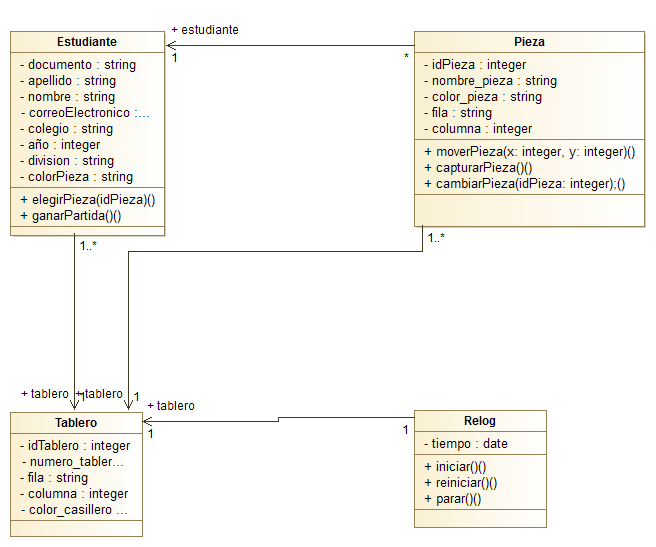 + estudiante
1
*
Estudiante
- documento : string
- apellido : string
- nombre : string
- correoElectronico :...
- colegio : string
- año : integer
- division : string
- colorPieza : string
+ elegirPieza(idPieza)()
+ ganarPartida()()
1..*
Pieza
- idPieza : integer
- nombre_pieza : string
- color_pieza : string
- fila : string
- columna : integer
+ moverPieza(x: integer, y: integer)()
+ capturarPieza()()
+ cambiarPieza(idPieza: integer);()
1..*
+ tablero
1
+ tablero
1
+ tablero
1
1
Tablero
- idTablero : integer
- numero_tabler...
- fila : string
- columna : integer
- color_casillero ...
Relog
- tiempo : date
+ iniciar()()
+ reiniciar()()
+ parar()()